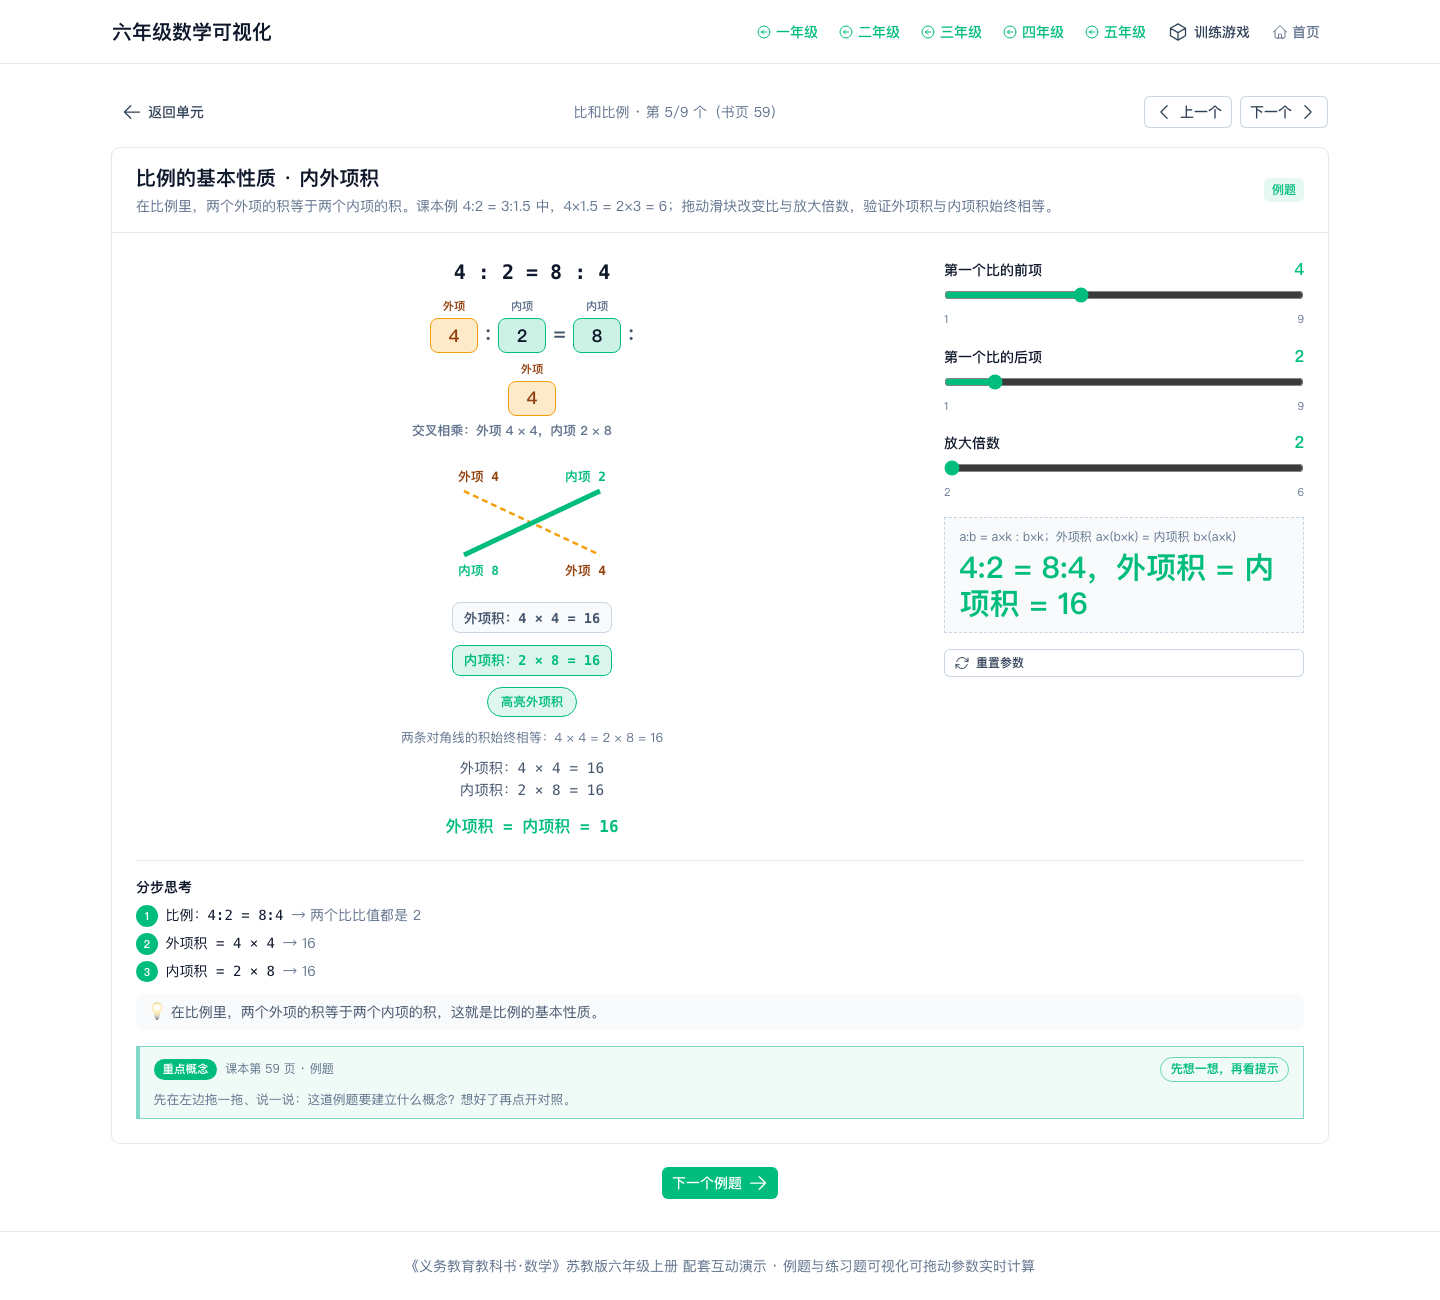 六年级数学可视化
一年级 二年级 三年级 四年级 五年级 训练游戏 首页
返回单元
比和比例 · 第 5/9 个（书页 59）
上一个 下一个
比例的基本性质 · 内外项积
在比例里，两个外项的积等于两个内项的积。课本例 4:2 = 3:1.5 中，4×1.5 = 2×3 = 6；拖动滑块改变比与放大倍数，验证外项积与内项积始终相等。
例题
4 : 2 = 8 : 4
外项 内项 内项
4 : 2 = 8 :
外项
4
交叉相乘：外项 4 × 4，内项 2 × 8
外项 4 内项 2
内项 8 外项 4
外项积：4 × 4 = 16
内项积：2 × 8 = 16
高亮外项积
两条对角线的积始终相等：4 × 4 = 2 × 8 = 16
外项积：4 × 4 = 16
内项积：2 × 8 = 16
外项积 = 内项积 = 16
第一个比的前项 4
1 9
第一个比的后项 2
1 9
放大倍数 2
2 6
a:b = a×k : b×k；外项积 a×(b×k) = 内项积 b×(a×k)
4:2 = 8:4，外项积 = 内
项积 = 16
重置参数
分步思考
1 比例：4:2 = 8:4 → 两个比比值都是 2
2 外项积 = 4 × 4 → 16
3 内项积 = 2 × 8 → 16
💡 在比例里，两个外项的积等于两个内项的积，这就是比例的基本性质。
重点概念 课本第 59 页 · 例题
先想一想，再看提示
先在左边拖一拖、说一说：这道例题要建立什么概念？想好了再点开对照。
下一个例题 →
《义务教育教科书·数学》苏教版六年级上册 配套互动演示 · 例题与练习题可视化可拖动参数实时计算